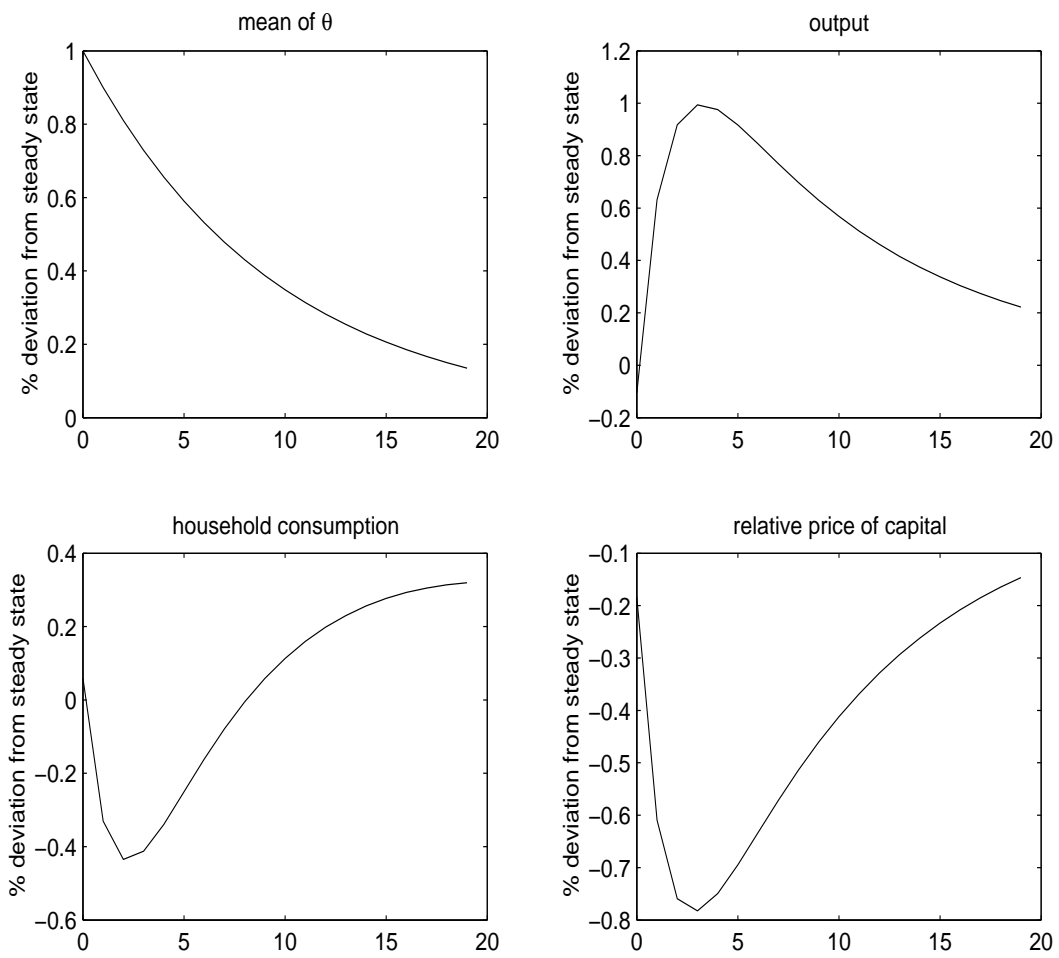 mean of θ
% deviation from steady state
1
0.8
0.6
0.4
0.2
0
0 5 10 15 20
output
% deviation from steady state
1.2
1
0.8
0.6
0.4
0.2
0
−0.2
0 5 10 15 20
household consumption
% deviation from steady state
0.4
0.2
0
−0.2
−0.4
−0.6
0 5 10 15 20
relative price of capital
% deviation from steady state
−0.1
−0.2
−0.3
−0.4
−0.5
−0.6
−0.7
−0.8
0 5 10 15 20